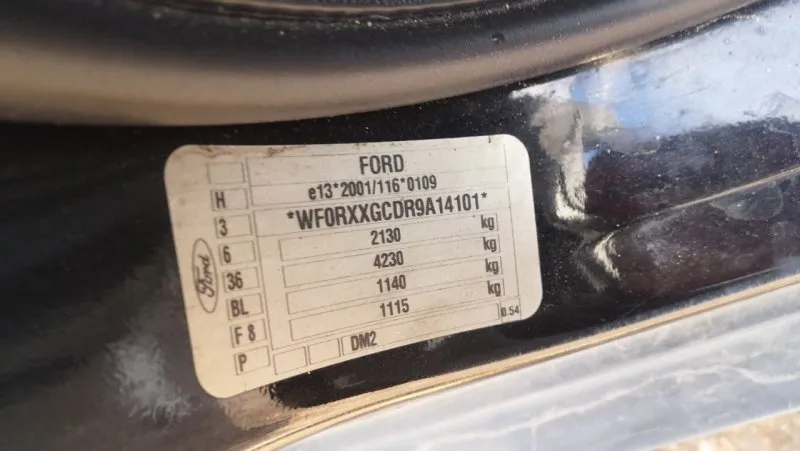 FORD
e13*2001/116*0109
*WF0RXXGCDR9A14101*
2130 kg
4230 kg
1140 kg
1115 kg
H
3
6
36
BL
F 8
P
DM2
0.54
Ford